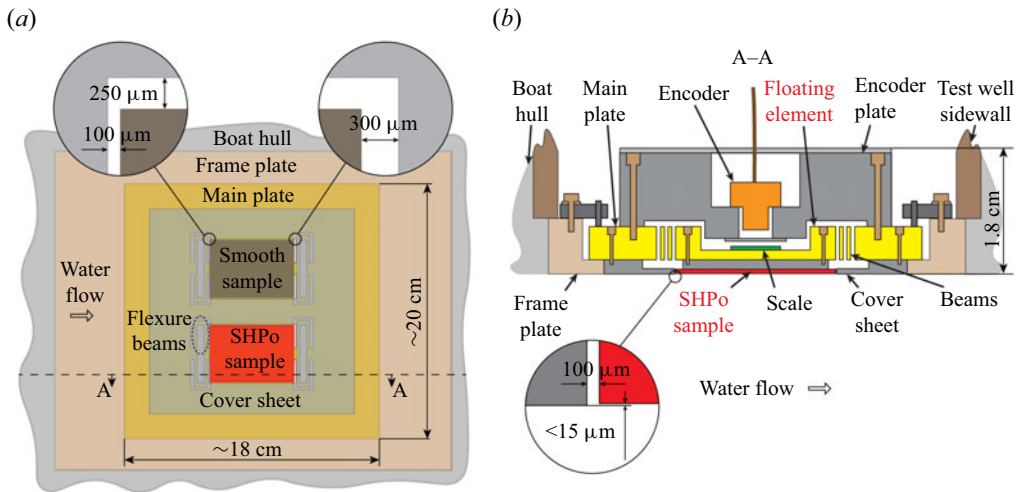 (a)
250 μm
100 μm
300 μm
Boat hull
Frame plate
Main plate
Smooth
sample
Water
flow
Flexure
beams
SHPo
sample
A
A
Cover sheet
~20 cm
~18 cm
(b)
A–A
Boat
hull
Main
plate
Encoder
Floating
element
Encoder
plate
Test well
sidewall
1.8 cm
Frame
plate
SHPo
sample
Scale
Cover
sheet
Beams
100 μm
<15 μm
Water flow